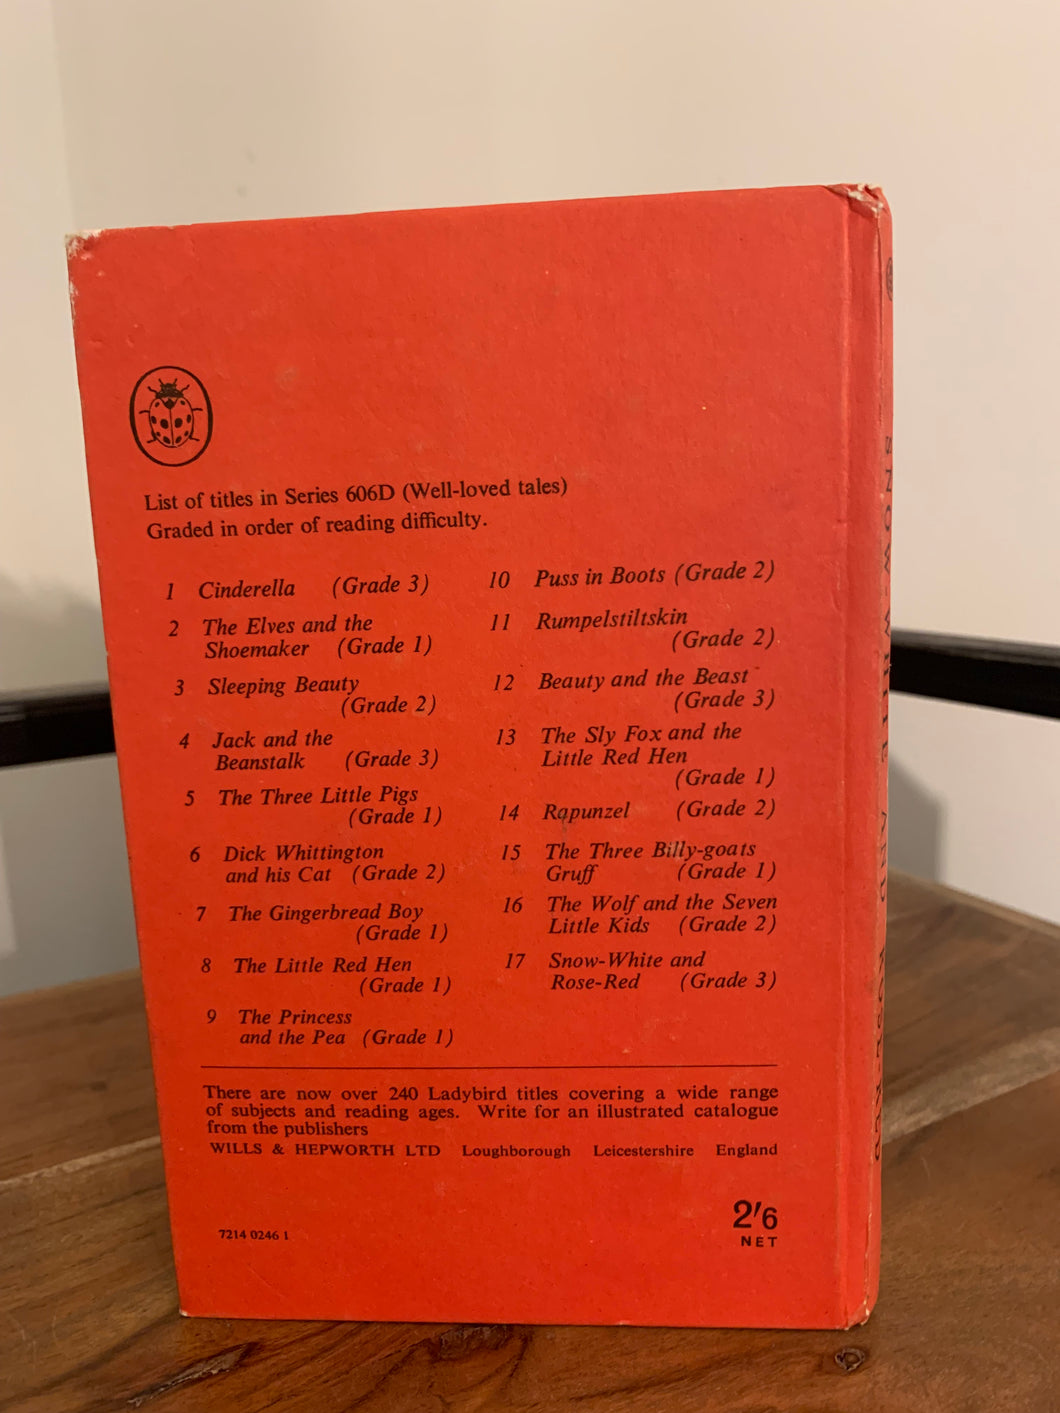 List of titles in Series 606D (Well-loved tales)
Graded in order of reading difficulty.
1 Cinderella (Grade 3)
2 The Elves and the
Shoemaker (Grade 1)
3 Sleeping Beauty
(Grade 2)
4 Jack and the
Beanstalk (Grade 3)
5 The Three Little Pigs
(Grade 1)
6 Dick Whittington
and his Cat (Grade 2)
7 The Gingerbread Boy
(Grade 1)
8 The Little Red Hen
(Grade 1)
9 The Princess
and the Pea (Grade 1)
10 Puss in Boots (Grade 2)
11 Rumpelstiltskin
(Grade 2)
12 Beauty and the Beast
(Grade 3)
13 The Sly Fox and the
Little Red Hen
(Grade 1)
14 Rapunzel (Grade 2)
15 The Three Billy-goats
Gruff (Grade 1)
16 The Wolf and the Seven
Little Kids (Grade 2)
17 Snow-White and
Rose-Red (Grade 3)
There are now over 240 Ladybird titles covering a wide range
of subjects and reading ages. Write for an illustrated catalogue
from the publishers
WILLS & HEPWORTH LTD Loughborough Leicestershire England
7214 0246 1
2'6
NET
SNOW-WHITE AND ROSE-RED